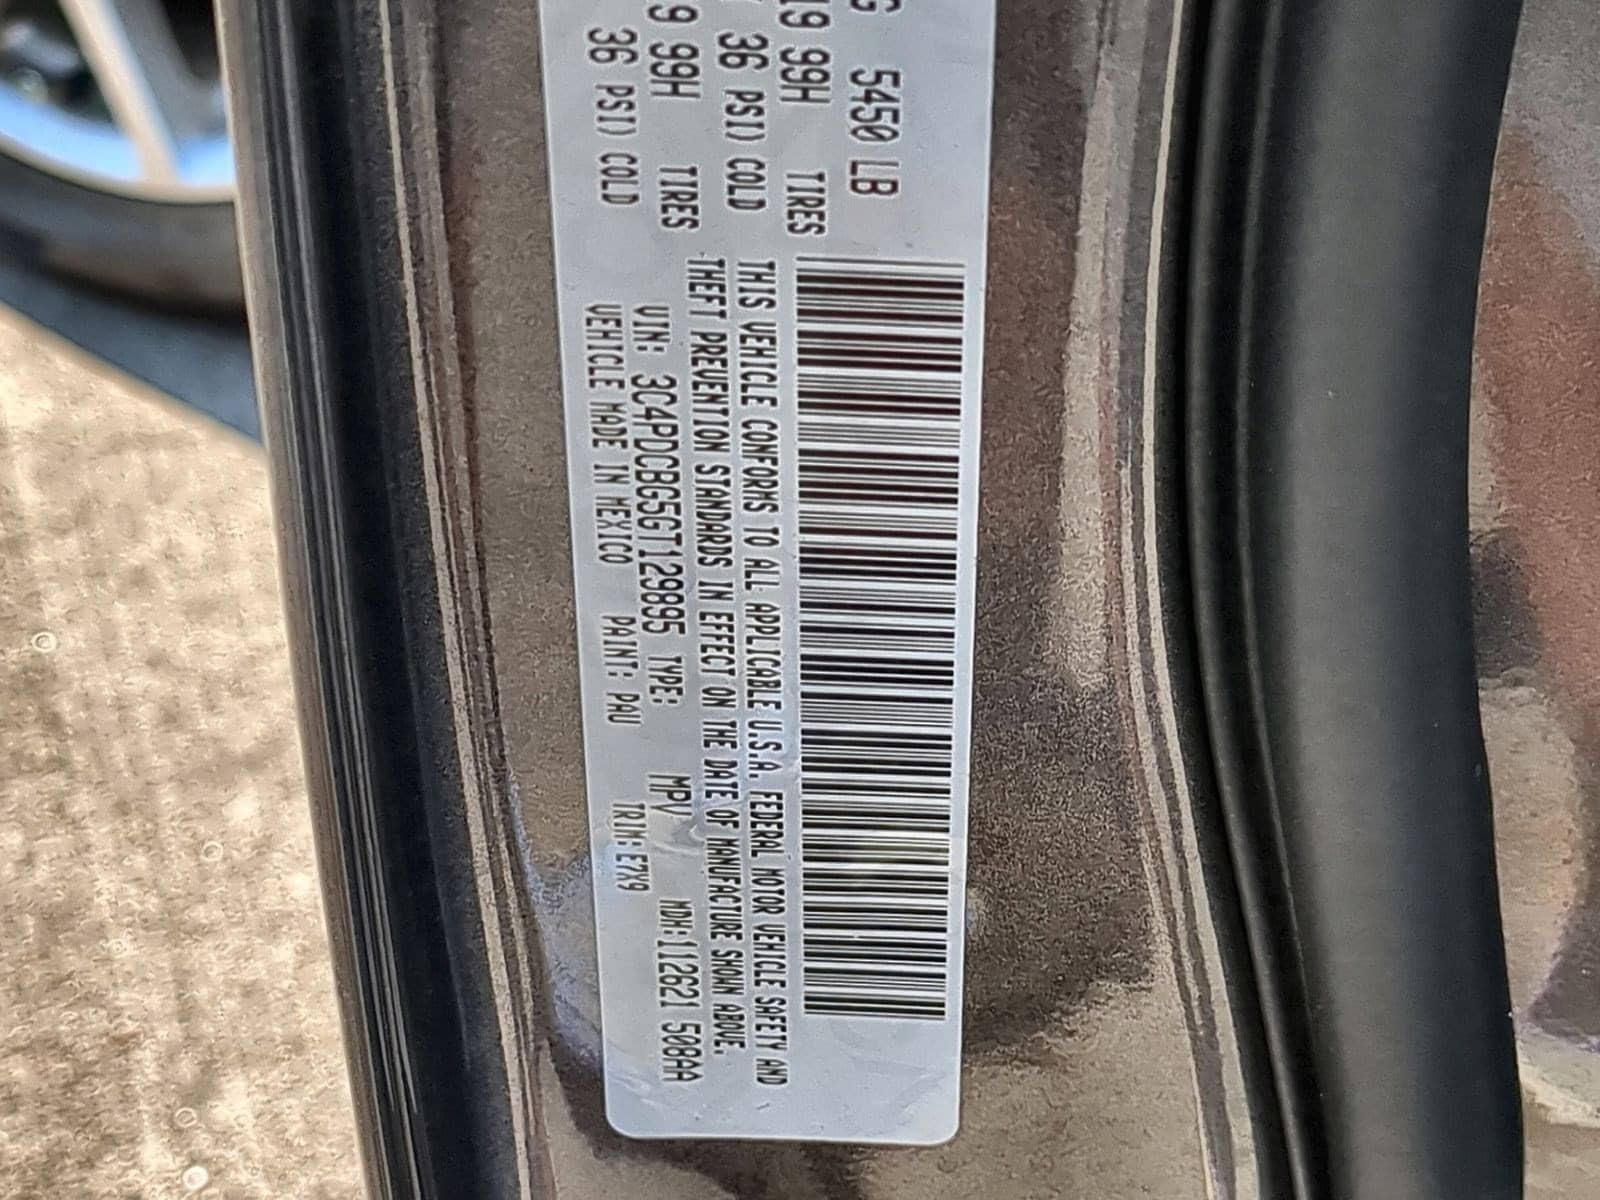 G 5450 LB
19 99H TIRES
36 PSI) COLD
9 99H TIRES
36 PSI) COLD
THIS VEHICLE CONFORMS TO ALL APPLICABLE U.S.A. FEDERAL MOTOR VEHICLE SAFETY AND
THEFT PREVENTION STANDARDS IN EFFECT ON THE DATE OF MANUFACTURE SHOWN ABOVE.
VIN: 3C4PDCBG5GT129895 TYPE: MPV MDH: 112621 508AA
VEHICLE MADE IN MEXICO PAINT: PAU TRIM: E7X9